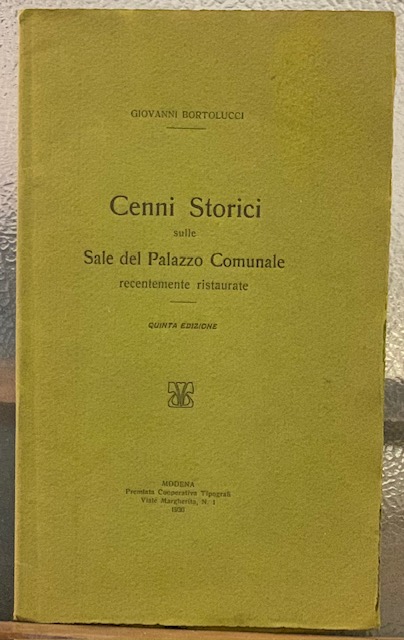 GIOVANNI BORTOLUCCI
Cenni Storici
sulle
Sale del Palazzo Comunale
recentemente ristaurate
QUINTA EDIZIONE
MODENA
Premiata Cooperativa Tipografi
Viale Margherita, N. 1